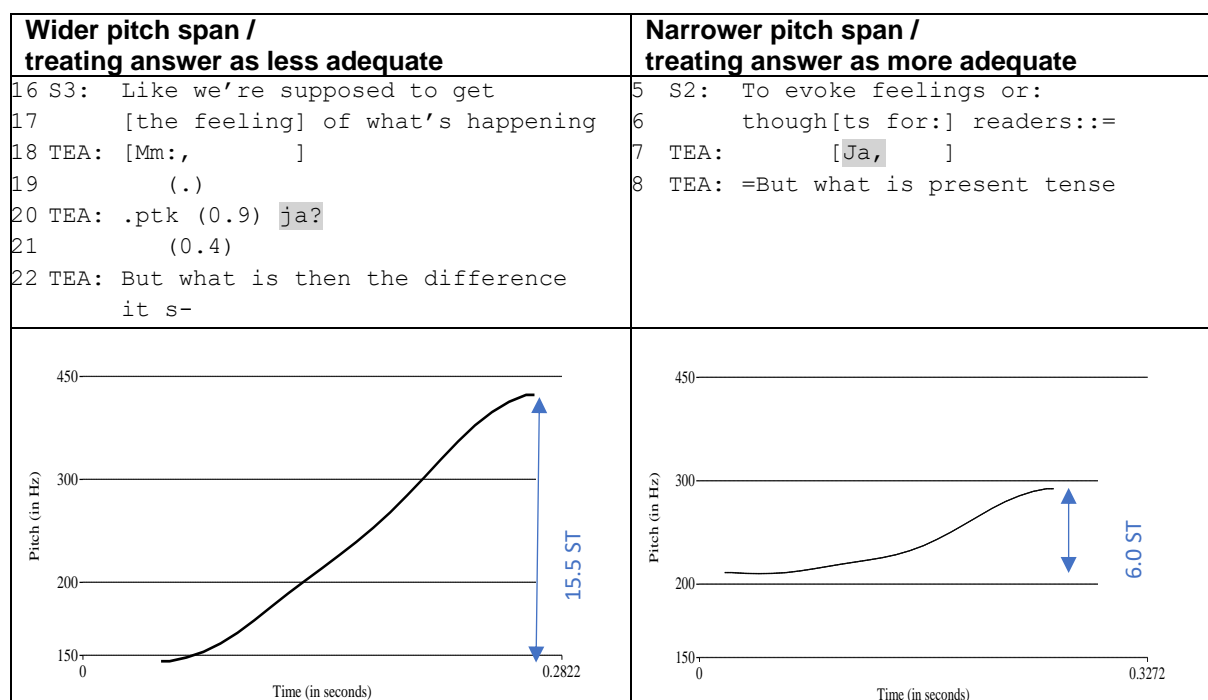 Wider pitch span /
treating answer as less adequate
16 S3: Like we’re supposed to get
17 [the feeling] of what's happening
18 TEA: [Mm:, ]
19 (.)
20 TEA: .ptk (0.9) ja?
21 (0.4)
22 TEA: But what is then the difference
it s-
Narrower pitch span /
treating answer as more adequate
5 S2: To evoke feelings or:
6 though[ts for:] readers::=
7 TEA: [Ja, ]
8 TEA: =But what is present tense
450
300
200
150
Pitch (in Hz)
0
0.2822
Time (in seconds)
15.5 ST
450
300
200
150
Pitch (in Hz)
0
0.3272
Time (in seconds)
6.0 ST